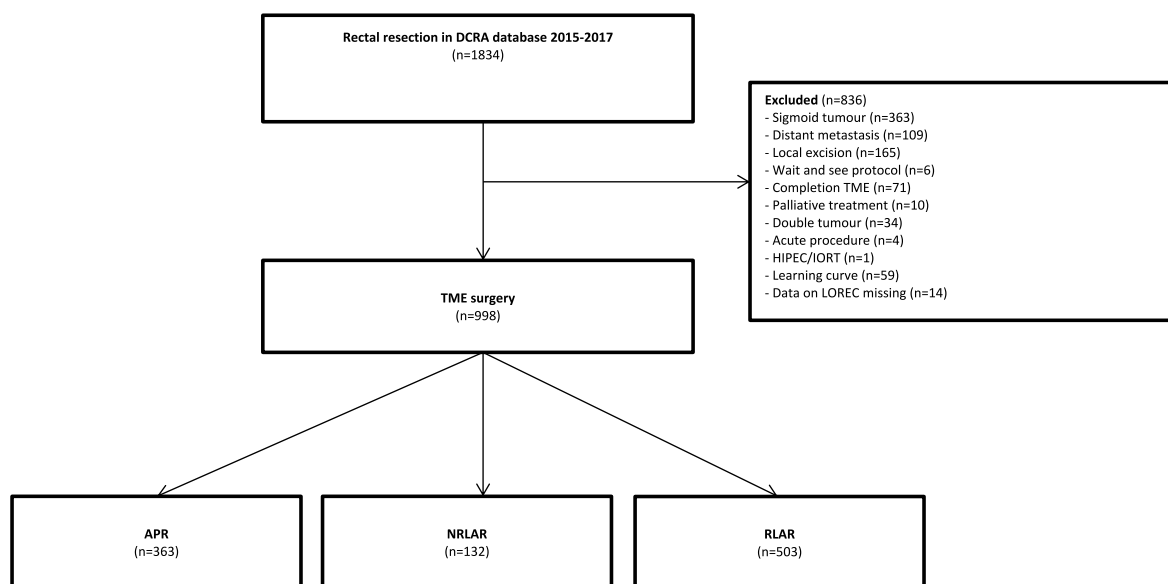 Rectal resection in DCRA database 2015-2017
(n=1834)
Excluded (n=836)
- Sigmoid tumour (n=363)
- Distant metastasis (n=109)
- Local excision (n=165)
- Wait and see protocol (n=6)
- Completion TME (n=71)
- Palliative treatment (n=10)
- Double tumour (n=34)
- Acute procedure (n=4)
- HIPEC/IORT (n=1)
- Learning curve (n=59)
- Data on LOREC missing (n=14)
TME surgery
(n=998)
APR
(n=363)
NRLAR
(n=132)
RLAR
(n=503)